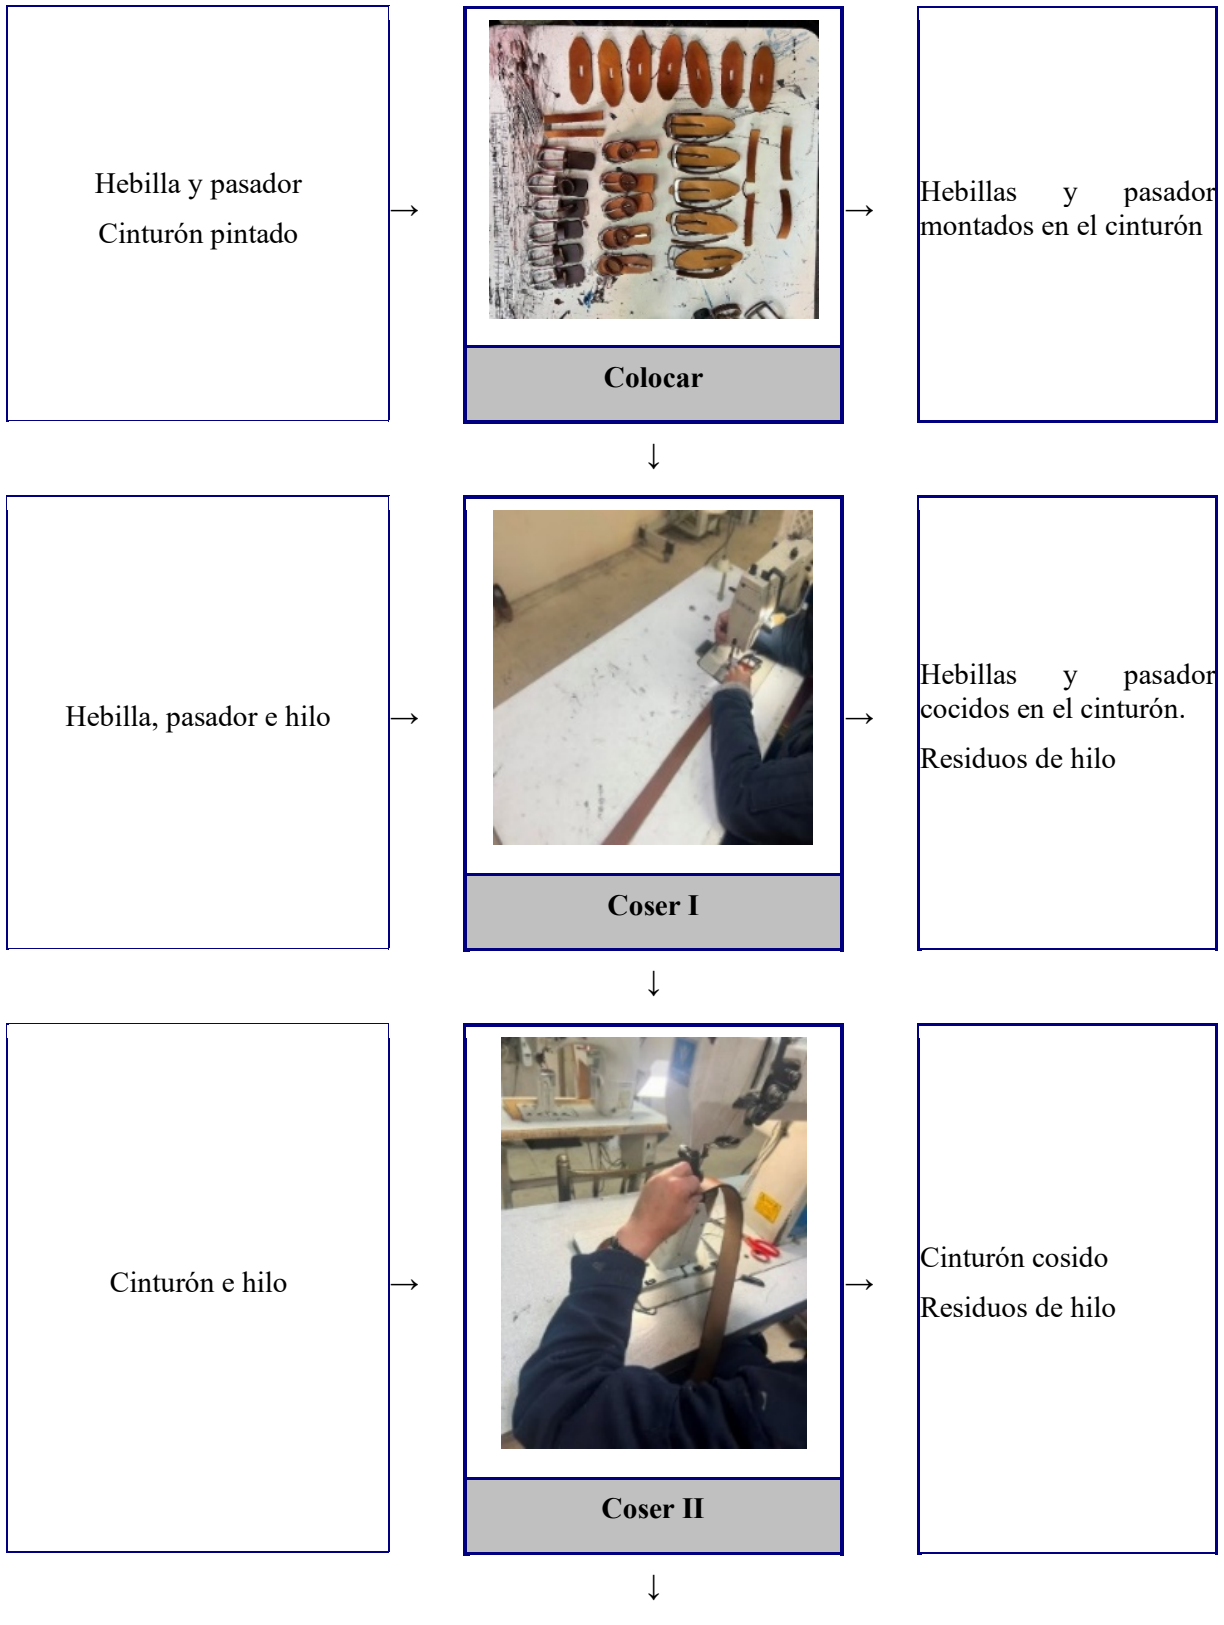 Hebilla y pasador
Cinturón pintado
→
→
Hebillas y pasador
montados en el cinturón
Colocar
↓
Hebilla, pasador e hilo
→
→
Hebillas y pasador
cocidos en el cinturón.
Residuos de hilo
Coser I
↓
Cinturón e hilo
→
→
Cinturón cosido
Residuos de hilo
Coser II
↓